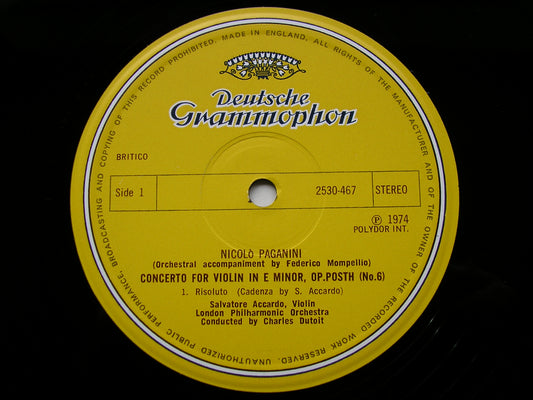 MADE IN ENGLAND. ALL RIGHTS OF THE MANUFACTURER AND OF THE OWNER OF THE RECORDED WORK RESERVED. UNAUTHORIZED PUBLIC PERFORMANCE, BROADCASTING AND COPYING OF THIS RECORD PROHIBITED.
Deutsche
Grammophon
BRITICO
Side 1
2530-467
STEREO
Ⓟ 1974
POLYDOR INT.
NICOLÒ PAGANINI
(Orchestral accompaniment by Federico Mompellio)
CONCERTO FOR VIOLIN IN E MINOR, OP.POSTH (No.6)
1. Risoluto (Cadenza by S. Accardo)
Salvatore Accardo, Violin
London Philharmonic Orchestra
Conducted by Charles Dutoit